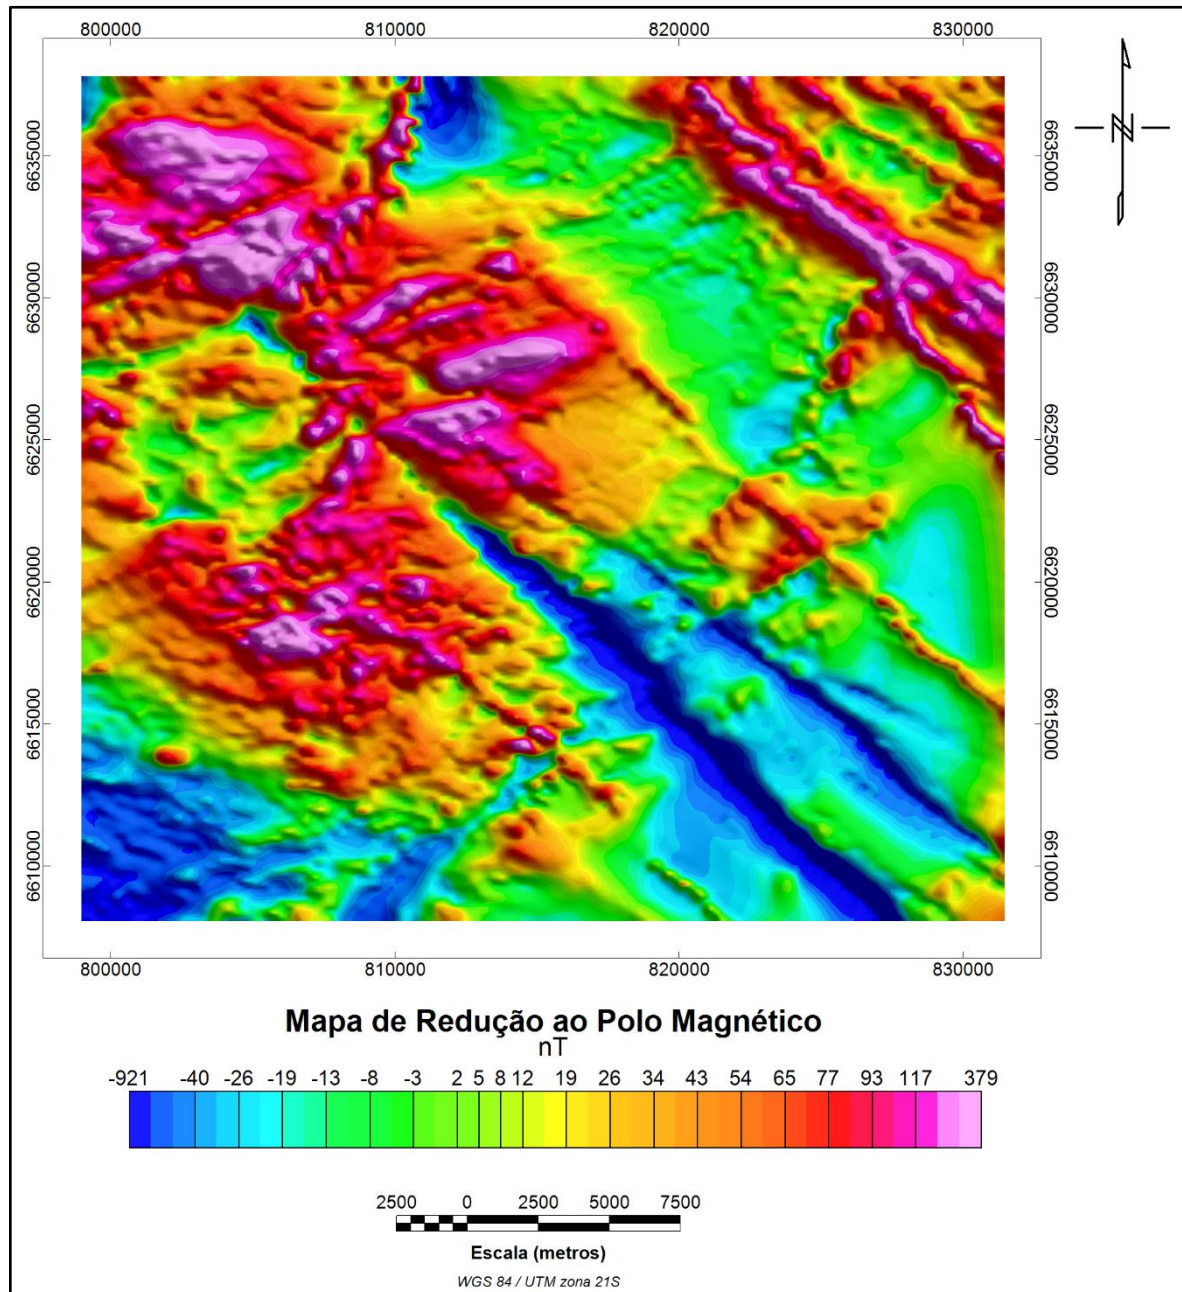 800000 810000 820000 830000
N
6635000 6635000
6630000 6630000
6625000 6625000
6620000 6620000
6615000 6615000
6610000 6610000
800000 810000 820000 830000
Mapa de Redução ao Polo Magnético
nT
-921 -40 -26 -19 -13 -8 -3 2 5 8 12 19 26 34 43 54 65 77 93 117 379
2500 0 2500 5000 7500
Escala (metros)
WGS 84 / UTM zona 21S